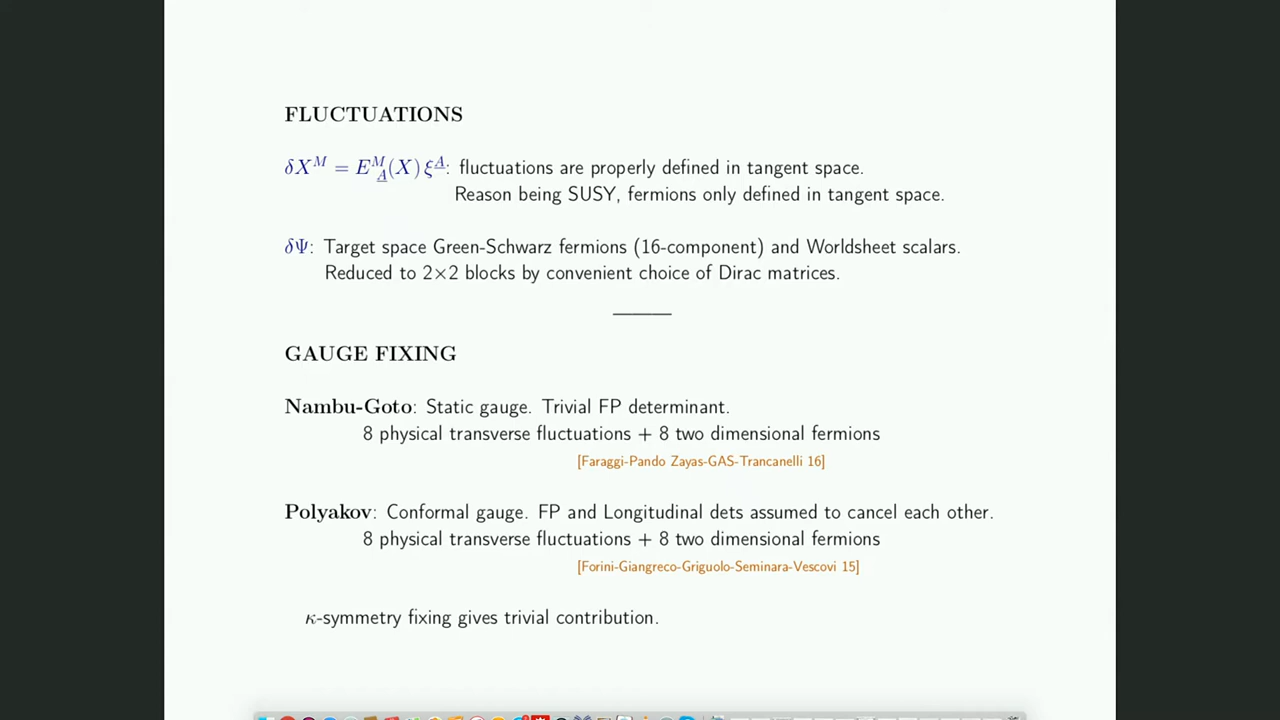 FLUCTUATIONS
δX^M = E^M_A(X) ξ^A: fluctuations are properly defined in tangent space.
Reason being SUSY, fermions only defined in tangent space.
δΨ: Target space Green-Schwarz fermions (16-component) and Worldsheet scalars.
Reduced to 2×2 blocks by convenient choice of Dirac matrices.
GAUGE FIXING
Nambu-Goto: Static gauge. Trivial FP determinant.
8 physical transverse fluctuations + 8 two dimensional fermions
[Faraggi-Pando Zayas-GAS-Trancanelli 16]
Polyakov: Conformal gauge. FP and Longitudinal dets assumed to cancel each other.
8 physical transverse fluctuations + 8 two dimensional fermions
[Forini-Giangreco-Griguolo-Seminara-Vescovi 15]
κ-symmetry fixing gives trivial contribution.